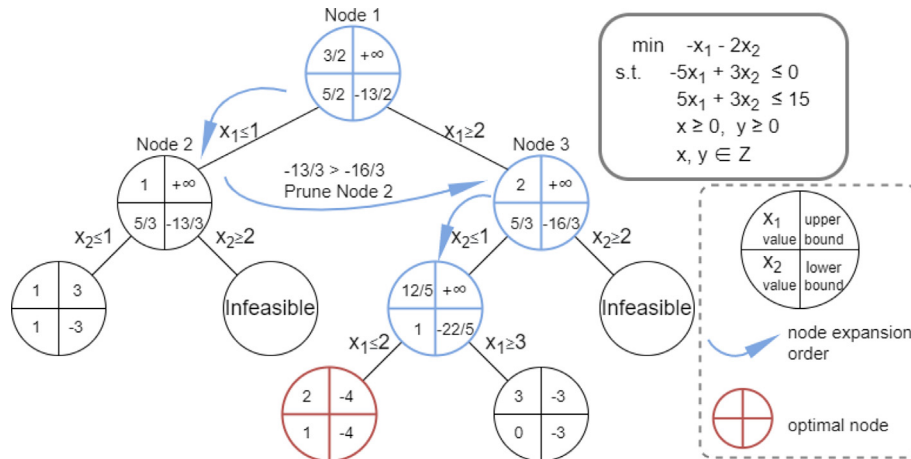 Node 1
3/2 +∞
5/2 -13/2
x₁≤1
x₁≥2
Node 2
1 +∞
5/3 -13/3
-13/3 > -16/3
Prune Node 2
Node 3
2 +∞
5/3 -16/3
x₂≤1
x₂≥2
x₂≤1
x₂≥2
1 3
1 -3
Infeasible
12/5 +∞
1 -22/5
Infeasible
x₁≤2
x₁≥3
2 -4
1 -4
3 -3
0 -3
min -x₁ - 2x₂
s.t. -5x₁ + 3x₂ ≤ 0
5x₁ + 3x₂ ≤ 15
x ≥ 0, y ≥ 0
x, y ∈ Z
x₁ upper
value bound
x₂ lower
value bound
node expansion
order
optimal node